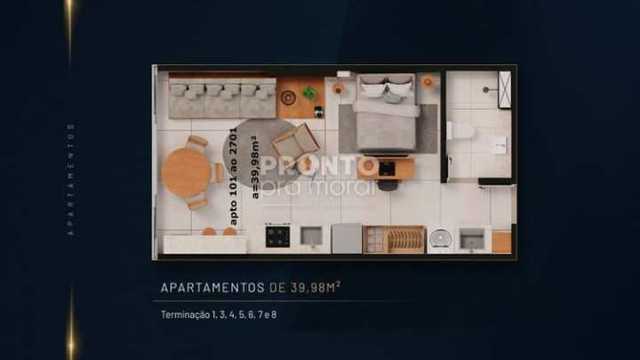 APARTAMENTOS
apto 101 ao 2701
a=39,98m²
PRONTO
pra morar
APARTAMENTOS DE 39,98M²
Terminação 1, 3, 4, 5, 6, 7 e 8